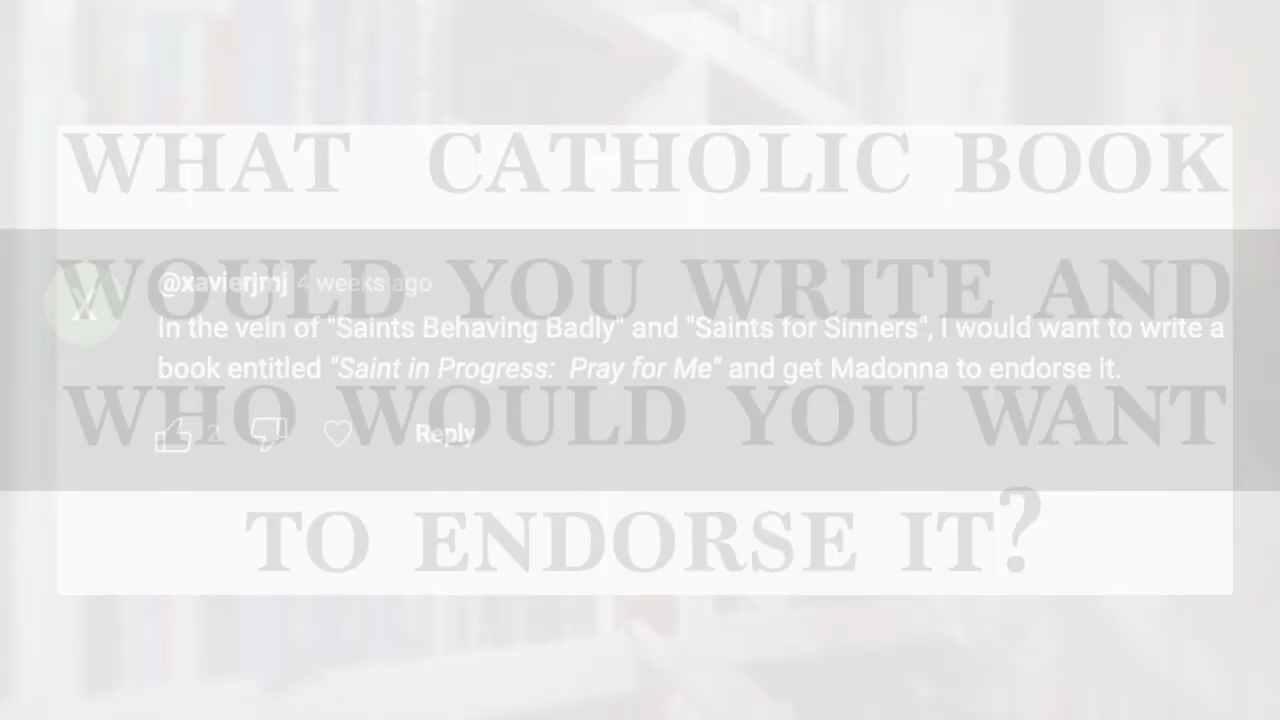 WHAT CATHOLIC BOOK
WOULD YOU WRITE AND
WHO WOULD YOU WANT
TO ENDORSE IT?
X
@xavierjmj 4 weeks ago
In the vein of "Saints Behaving Badly" and "Saints for Sinners", I would want to write a
book entitled "Saint in Progress:  Pray for Me" and get Madonna to endorse it.
2
Reply